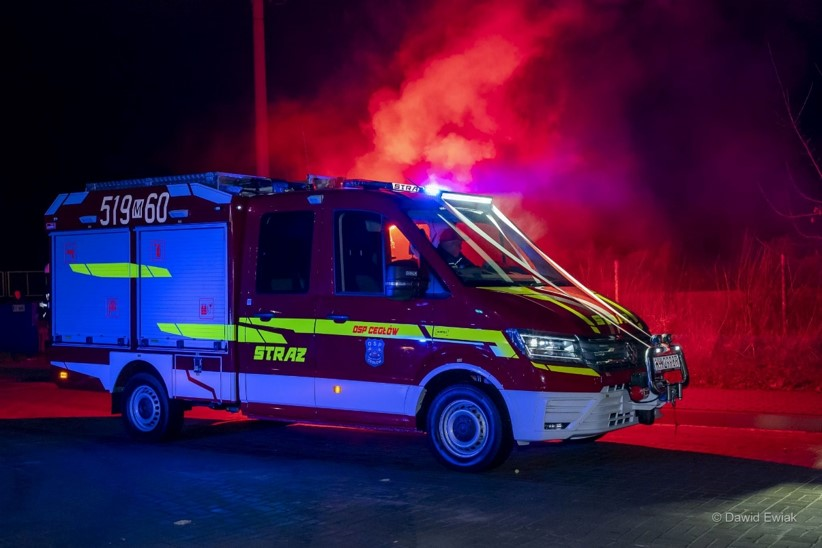 STRAŻ
519 M 60
OSP CEGŁÓW
STRAŻ
© Dawid Ewiak